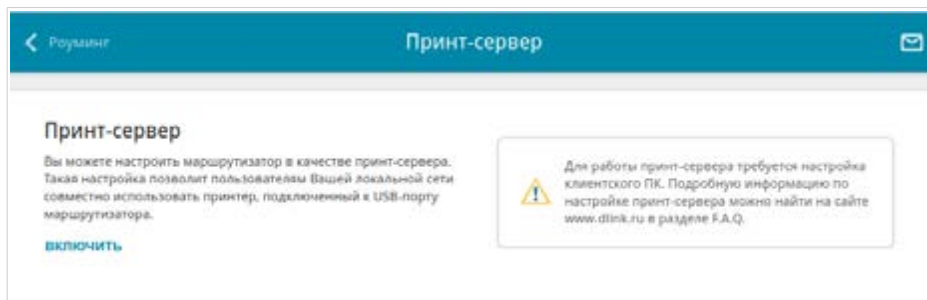 Роуминг
Принт-сервер
Принт-сервер
Вы можете настроить маршрутизатор в качестве принт-сервера.
Такая настройка позволит пользователям Вашей локальной сети
совместно использовать принтер, подключенный к USB-порту
маршрутизатора.
ВКЛЮЧИТЬ
Для работы принт-сервера требуется настройка
клиентского ПК. Подробную информацию по
настройке принт-сервера можно найти на сайте
www.dlink.ru в разделе F.A.Q.